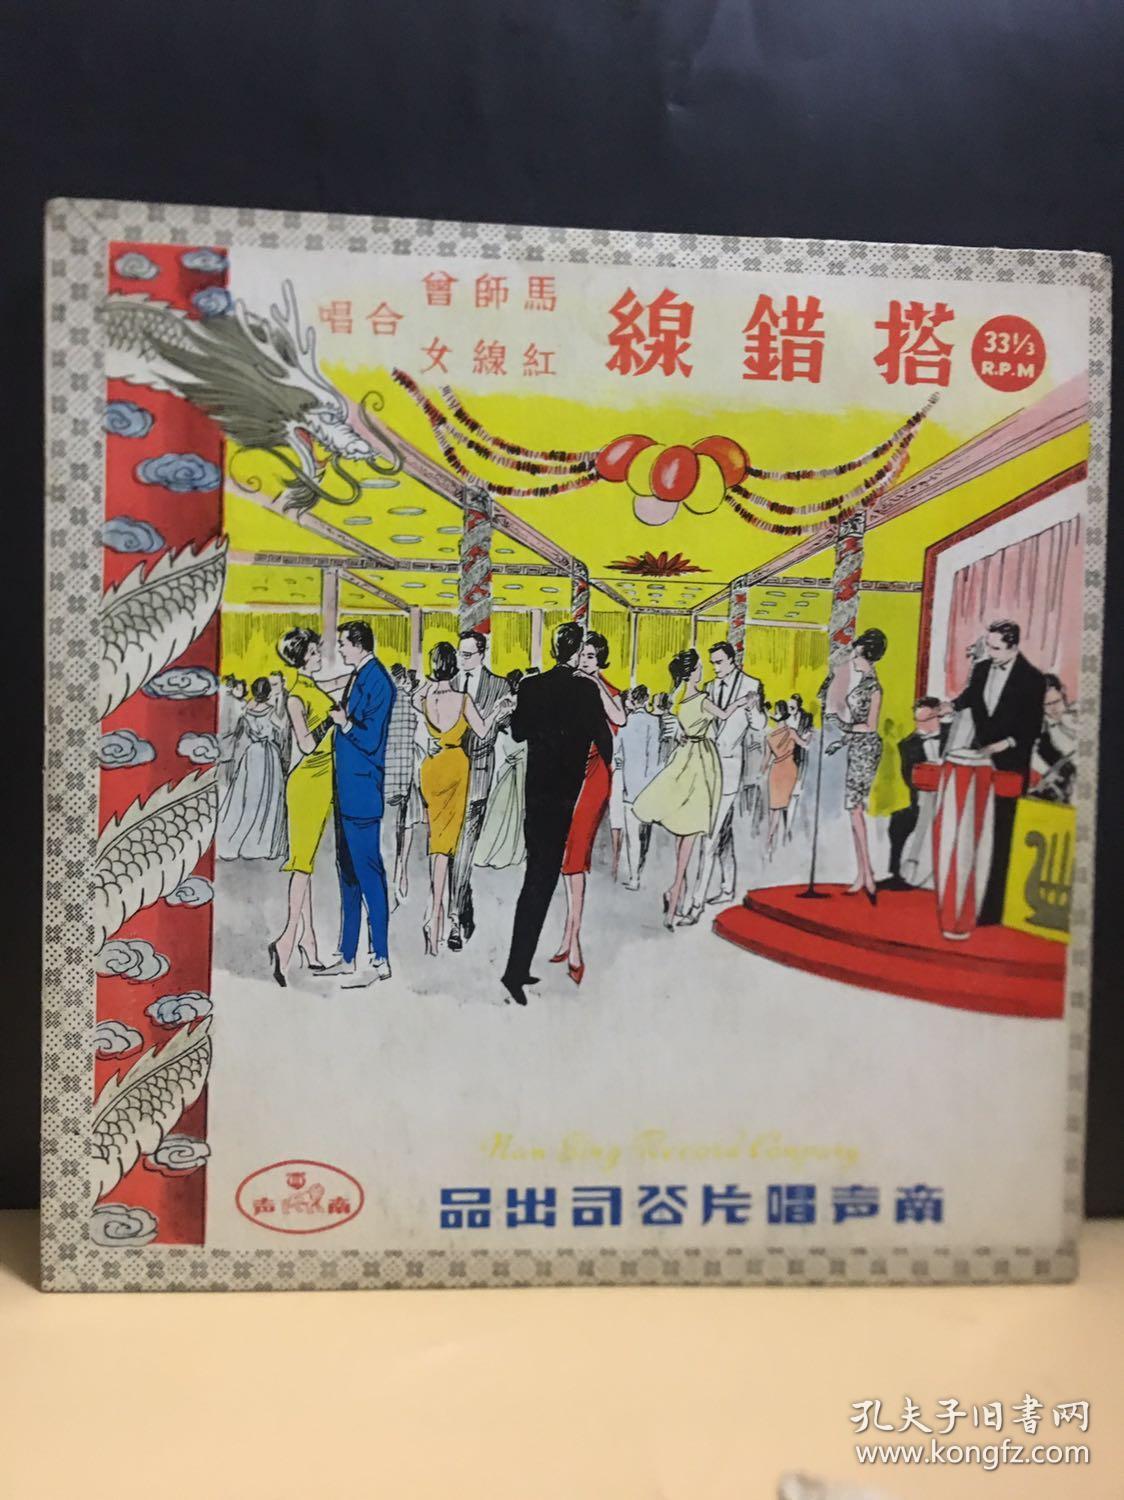 搭錯線
33⅓
R.P.M
馬師曾
紅線女
合唱
Nan Sing Record Company
南声
南声唱片公司出品
孔夫子旧書网
www.kongfz.com